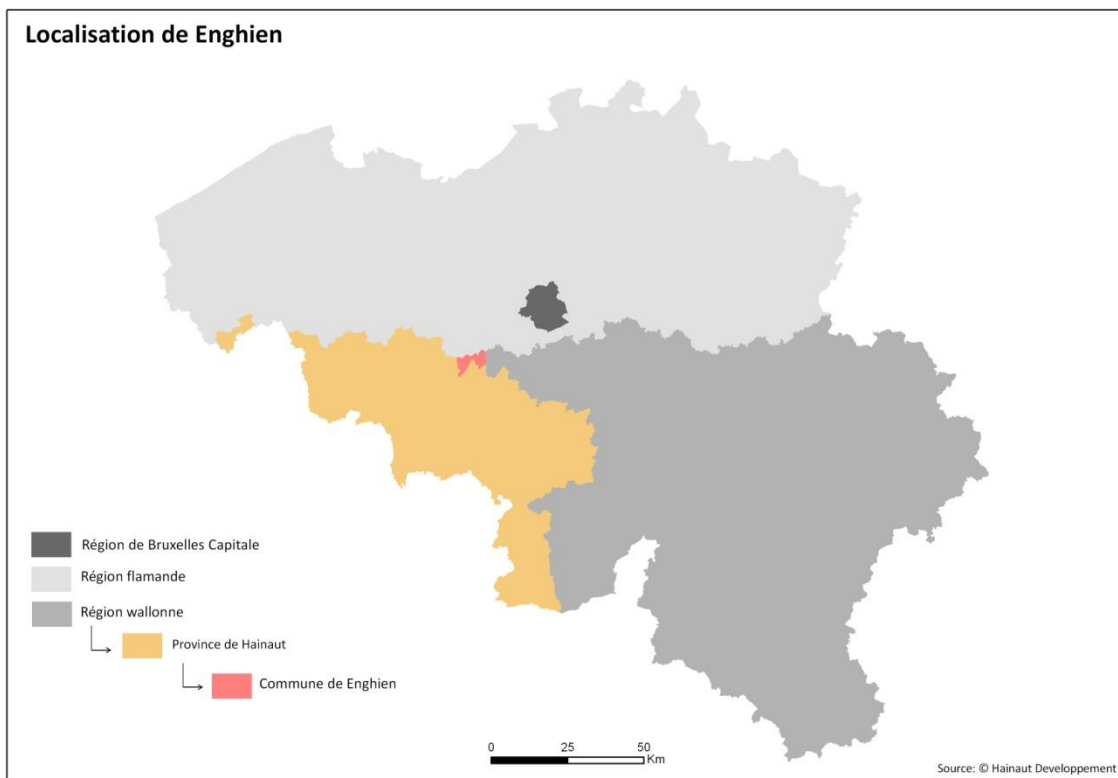 Localisation de Enghien
Région de Bruxelles Capitale
Région flamande
Région wallonne
Province de Hainaut
Commune de Enghien
0 25 50
Km
Source: © Hainaut Developpement